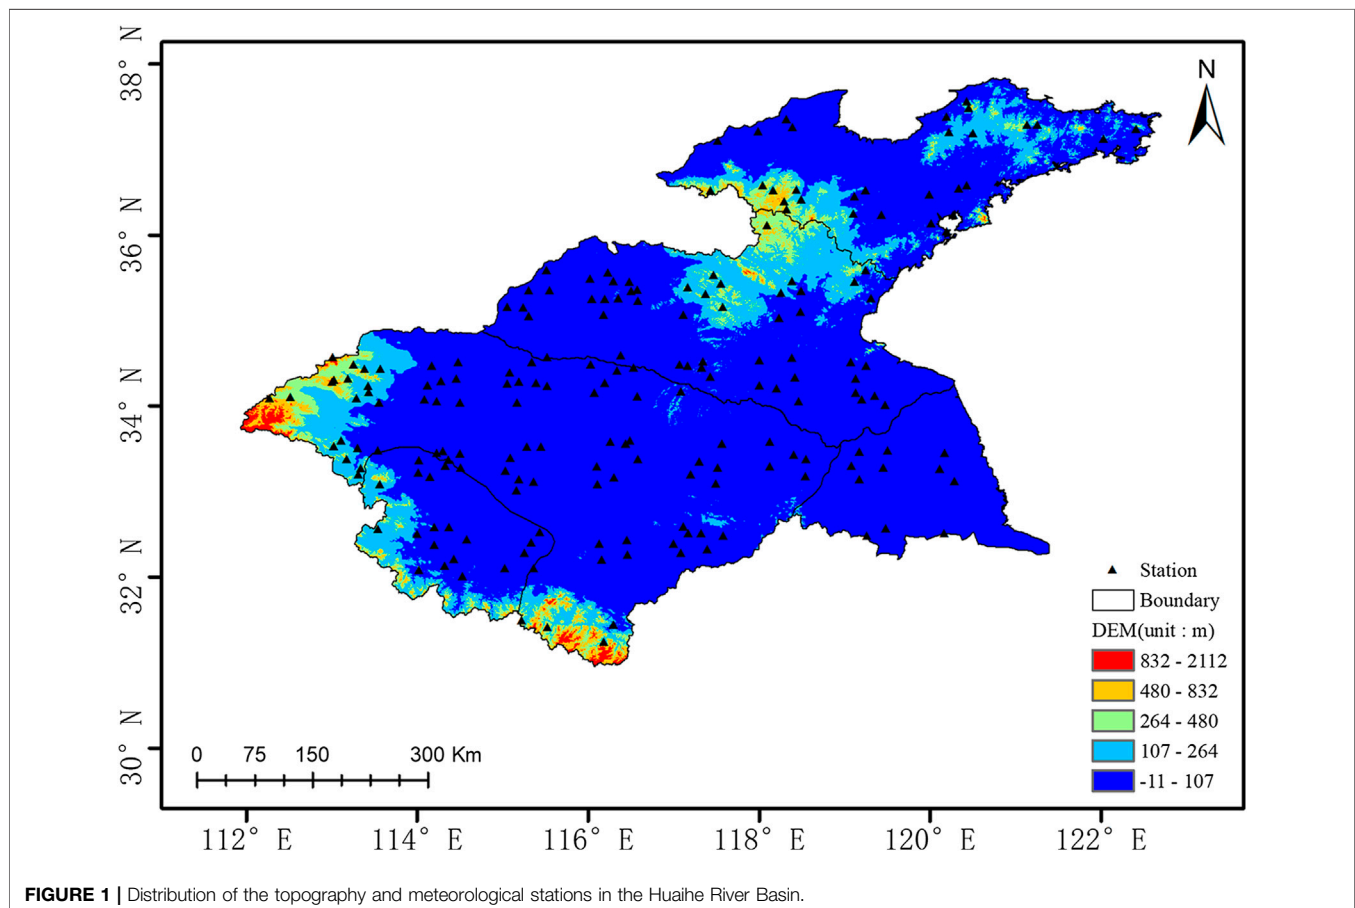 38° N
36° N
34° N
32° N
30° N
N
Station
Boundary
DEM(unit : m)
832 - 2112
480 - 832
264 - 480
107 - 264
-11 - 107
0 75 150 300 Km
112° E 114° E 116° E 118° E 120° E 122° E
FIGURE 1 | Distribution of the topography and meteorological stations in the Huaihe River Basin.